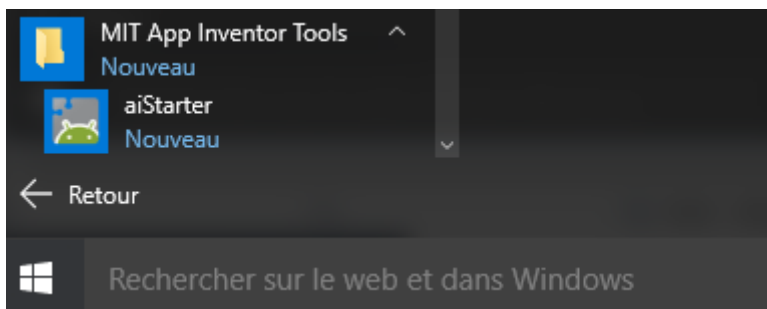 MIT App Inventor Tools
Nouveau
aiStarter
Nouveau
Retour
Rechercher sur le web et dans Windows